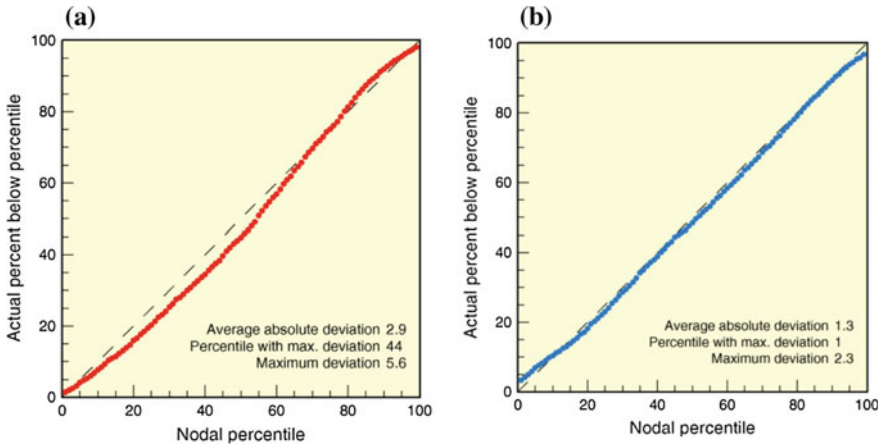 (a)
100
80
60
40
20
0
Actual percent below percentile
Average absolute deviation 2.9
Percentile with max. deviation 44
Maximum deviation 5.6
0 20 40 60 80 100
Nodal percentile
(b)
100
80
60
40
20
0
Actual percent below percentile
Average absolute deviation 1.3
Percentile with max. deviation 1
Maximum deviation 2.3
0 20 40 60 80 100
Nodal percentile